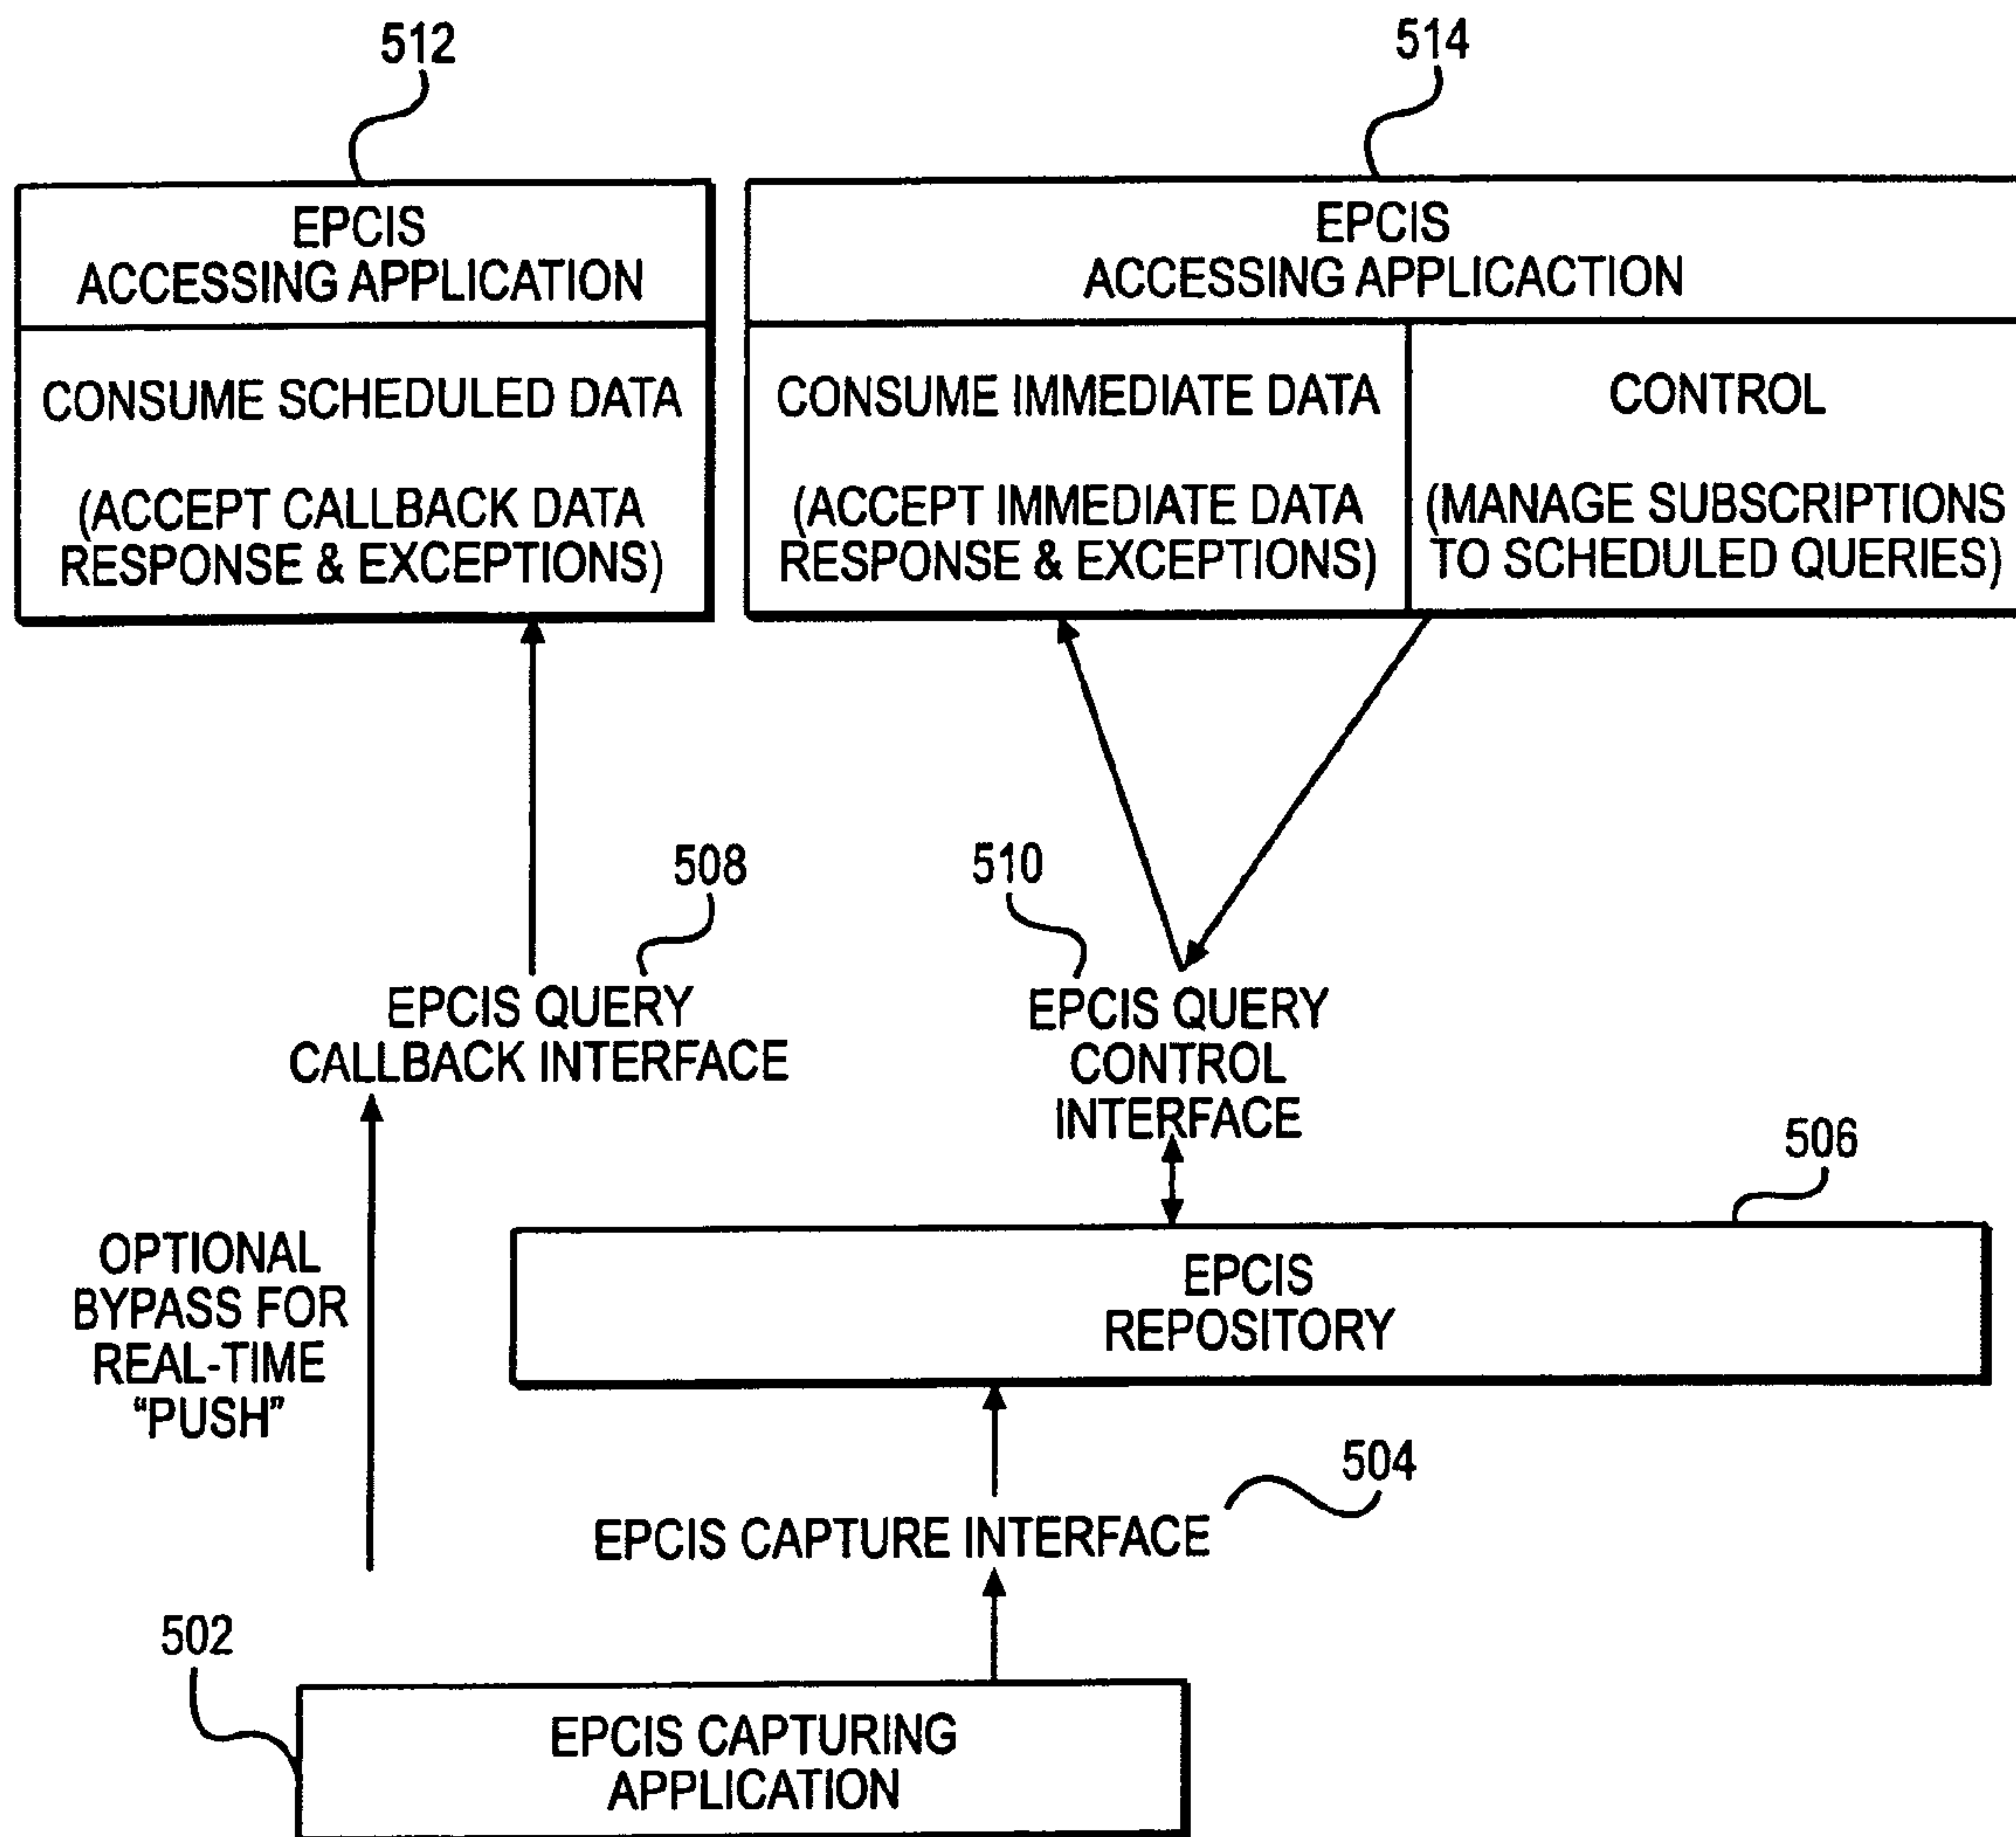 512
514
EPCIS
ACCESSING APPLICATION
CONSUME SCHEDULED DATA
(ACCEPT CALLBACK DATA
RESPONSE & EXCEPTIONS)
EPCIS
ACCESSING APPLICACTION
CONSUME IMMEDIATE DATA
(ACCEPT IMMEDIATE DATA
RESPONSE & EXCEPTIONS)
CONTROL
(MANAGE SUBSCRIPTIONS
TO SCHEDULED QUERIES)
508
EPCIS QUERY
CALLBACK INTERFACE
510
EPCIS QUERY
CONTROL
INTERFACE
506
OPTIONAL
BYPASS FOR
REAL-TIME
“PUSH”
EPCIS
REPOSITORY
504
EPCIS CAPTURE INTERFACE
502
EPCIS CAPTURING
APPLICATION